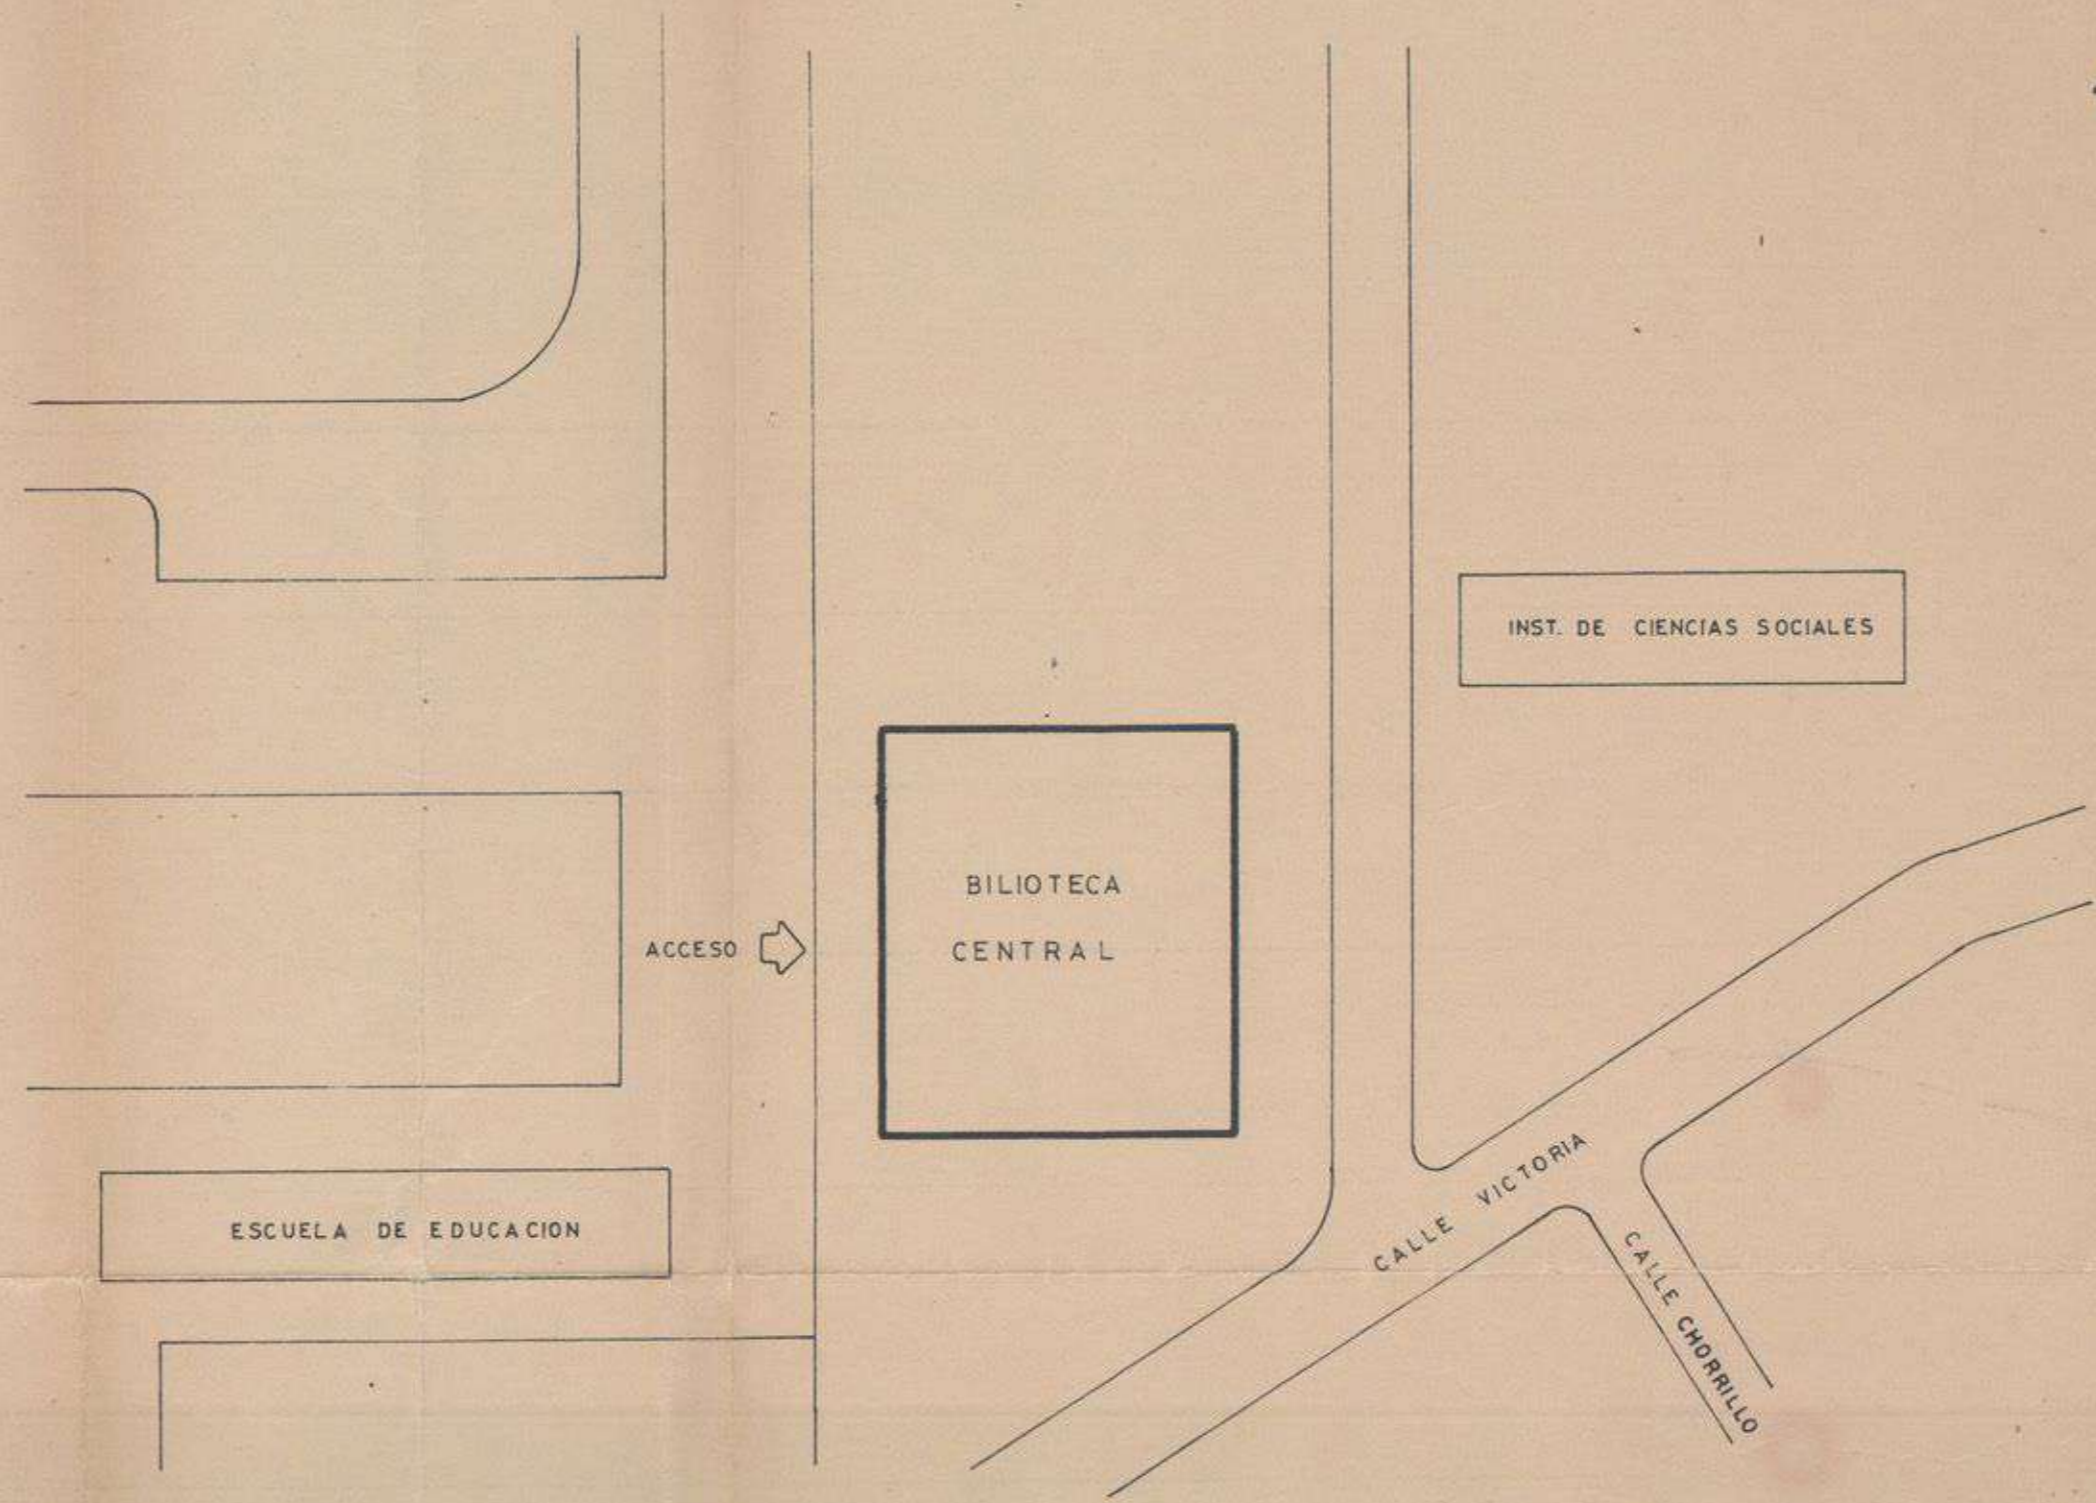 INST. DE CIENCIAS SOCIALES
BILIOTECA
CENTRAL
ACCESO
CALLE VICTORIA
ESCUELA DE EDUCACION
CALLE CHORRILLO